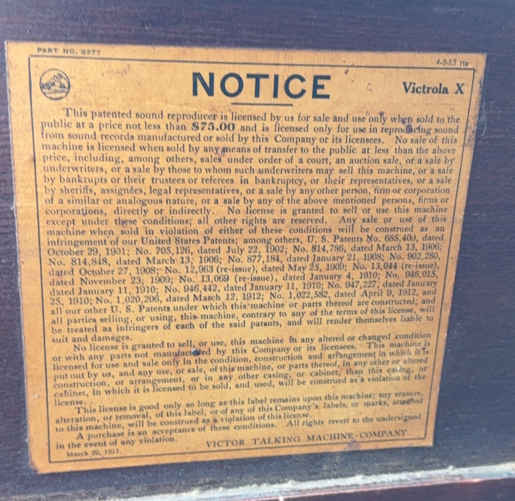 PART NO. 2277
NOTICE
Victrola X
This patented sound reproducer is licensed by us for sale and use only when sold to the
public at a price not less than $75.00 and is licensed only for use in reproducing sound
from sound records manufactured or sold by this Company or its licensees. No sale of this
machine is licensed when sold by any means of transfer to the public at less than the above
price, including, among others, sales under order of a court, an auction sale, or a sale by
underwriters, or a sale by those to whom such underwriters may sell this machine, or a sale
by bankrupts or their trustees or referees in bankruptcy, or their representatives, or a sale
by sheriffs, assignees, legal representatives, or a sale by any other person, firm or corporation
of a similar or analogous nature, or a sale by any of the above mentioned persons, firms or
corporations, directly or indirectly. No license is granted to sell or use this machine
except under these conditions; all other rights are reserved. Any sale or use of this
machine when sold in violation of either of these conditions will be construed as an
infringement of our United States Patents; among others, U. S. Patents No. dated
October 29, No. 705,126, dated July 22, 1902; No. 814,786, dated March 13, 1906;
No. 814,848, dated March 13, 1906; No. 877,184, dated January 21, 1908; No. 902,280,
dated October 27, 1908; No. 12,963 (re-issue), dated May 25, 1909; No. 13,044 (re-issue),
dated November 23, 1909; No. 13,069 (re-issue), dated January 4, 1910; No.
dated January 11, 1910; No. 946,442, dated January 11, 1910; No. 947,227, dated January
25, 1910; No. 1,020,206, dated March 12, 1912; No. 1,022,582, dated April 9, 1912, and
all our other U. S. Patents under which this machine or parts thereof are constructed; and
all parties selling, or using, this machine, contrary to any of the terms of this license, will
be treated as infringers of each of the said patents, and will render themselves liable to
suit and damages.
No license is granted to sell, or use, this machine in any altered or changed condition
or with any parts not manufactured by this Company or its licensees. This machine is
licensed for use and sale only in the condition, construction and arrangement in which it is
put out by us, and any use, or sale, of this machine, or parts thereof, in any other or altered
construction, or arrangement, or in any other casing, or cabinet, than this casing, or
cabinet, in which it is licensed to be sold, and used, will be construed as a violation of the
license.
This license is good only so long as this label remains upon this machine; any erasure,
alteration, or removal, of this label, or of any of this Company's labels, or marks, attached
to this machine, will be construed as a violation of this license.
A purchase is an acceptance of these conditions. All rights revert to the undersigned
in the event of any violation.
VICTOR TALKING MACHINE COMPANY
March 20,